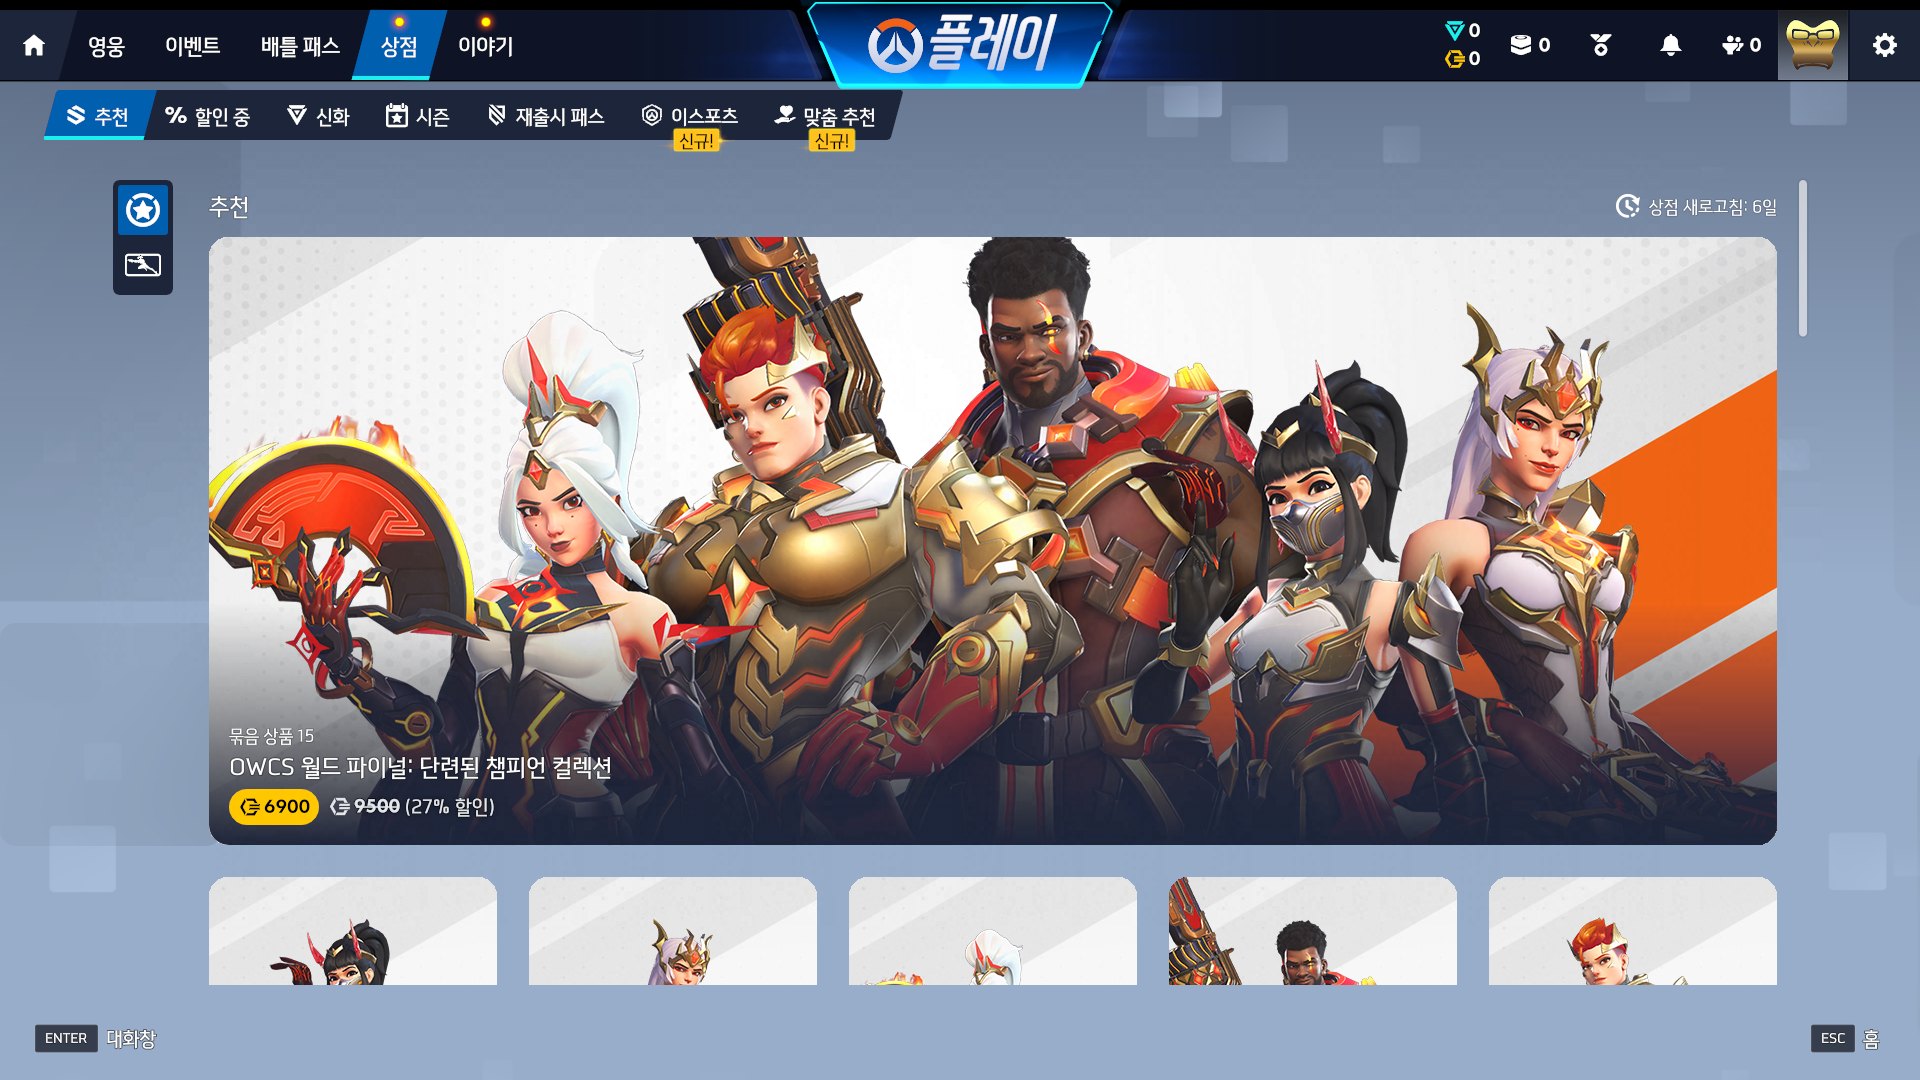 영웅
이벤트
배틀 패스
상점
이야기
플레이
0
0
0
0
추천
% 할인 중
신화
시즌
재출시 패스
이스포츠
신규!
맞춤 추천
신규!
추천
상점 새로고침: 6일
묶음 상품 15
OWCS 월드 파이널: 단련된 챔피언 컬렉션
6900 9500 (27% 할인)
ENTER 대화창
ESC 홈